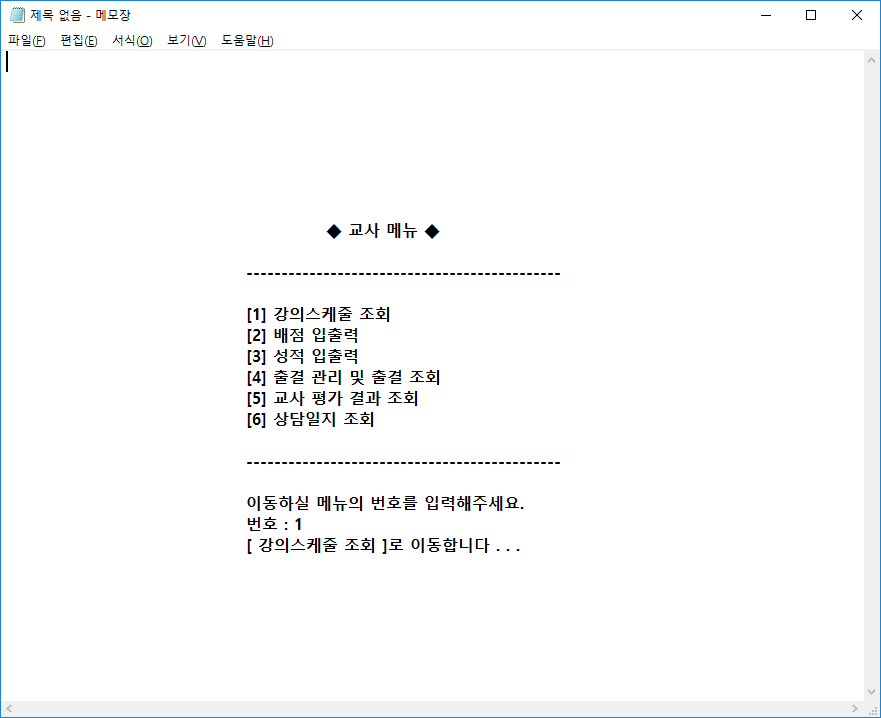 제목 없음 - 메모장
파일(F) 편집(E) 서식(O) 보기(V) 도움말(H)
◆ 교사 메뉴 ◆
---------------------------------------------
[1] 강의스케줄 조회
[2] 배점 입출력
[3] 성적 입출력
[4] 출결 관리 및 출결 조회
[5] 교사 평가 결과 조회
[6] 상담일지 조회
---------------------------------------------
이동하실 메뉴의 번호를 입력해주세요.
번호 : 1
[ 강의스케줄 조회 ]로 이동합니다 . . .